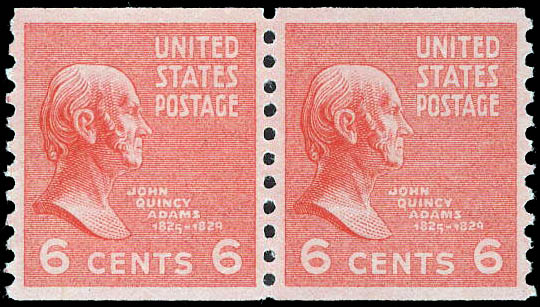 UNITED
STATES
POSTAGE
JOHN
QUINCY
ADAMS
1825-1829
6 CENTS 6
UNITED
STATES
POSTAGE
JOHN
QUINCY
ADAMS
1825-1829
6 CENTS 6